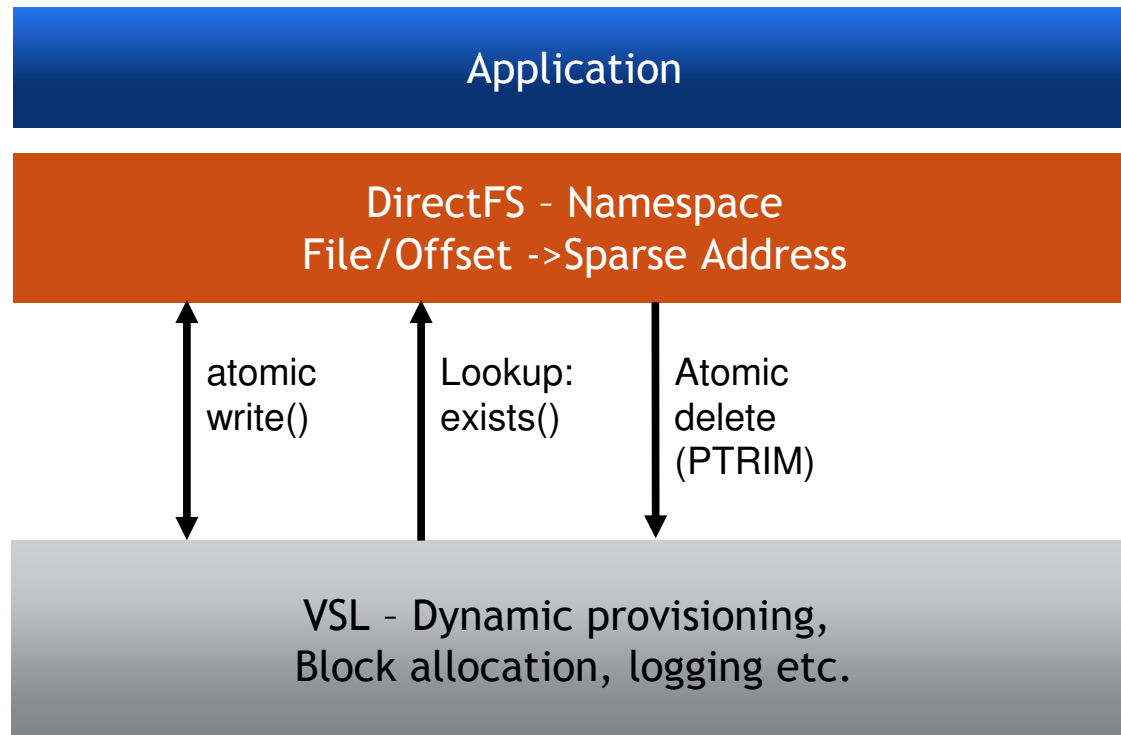 Application
DirectFS – Namespace
File/Offset ->Sparse Address
atomic
write()
Lookup:
exists()
Atomic
delete
(PTRIM)
VSL – Dynamic provisioning,
Block allocation, logging etc.